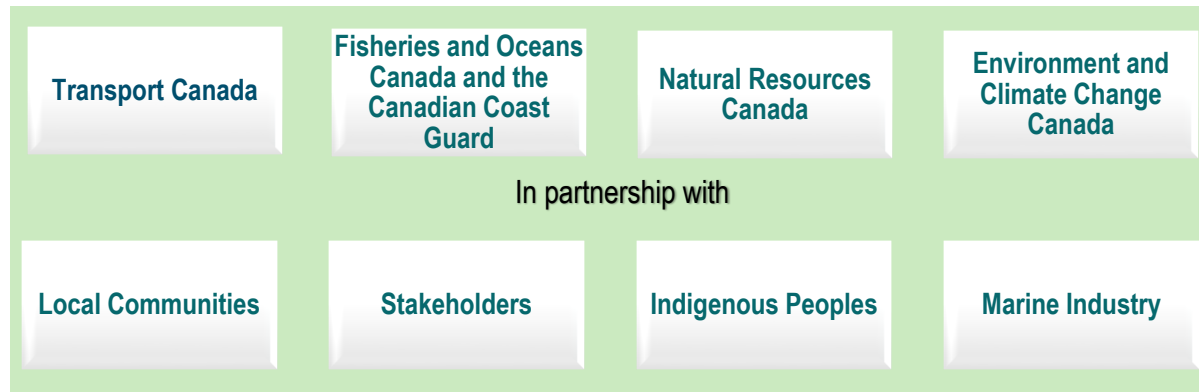 Transport Canada
Fisheries and Oceans
Canada and the
Canadian Coast
Guard
Natural Resources
Canada
Environment and
Climate Change
Canada
In partnership with
Local Communities
Stakeholders
Indigenous Peoples
Marine Industry